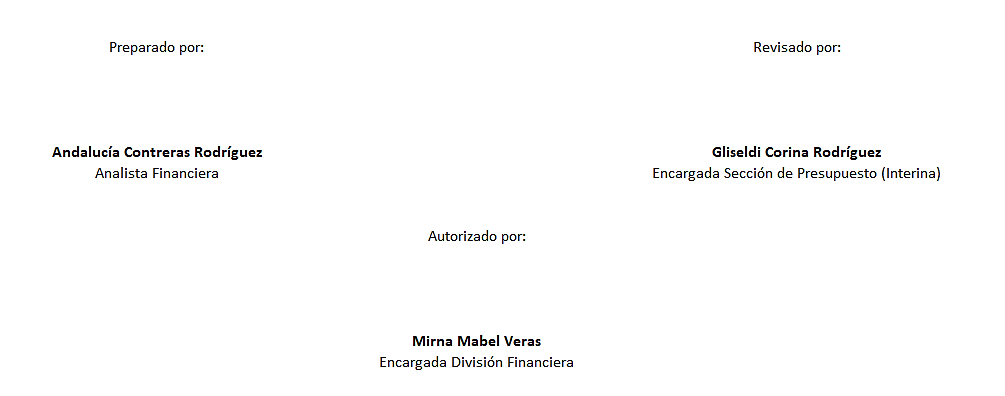 Preparado por:
Revisado por:
Andalucía Contreras Rodríguez
Gliseldi Corina Rodríguez
Analista Financiera
Encargada Sección de Presupuesto (Interina)
Autorizado por:
Mirna Mabel Veras
Encargada División Financiera